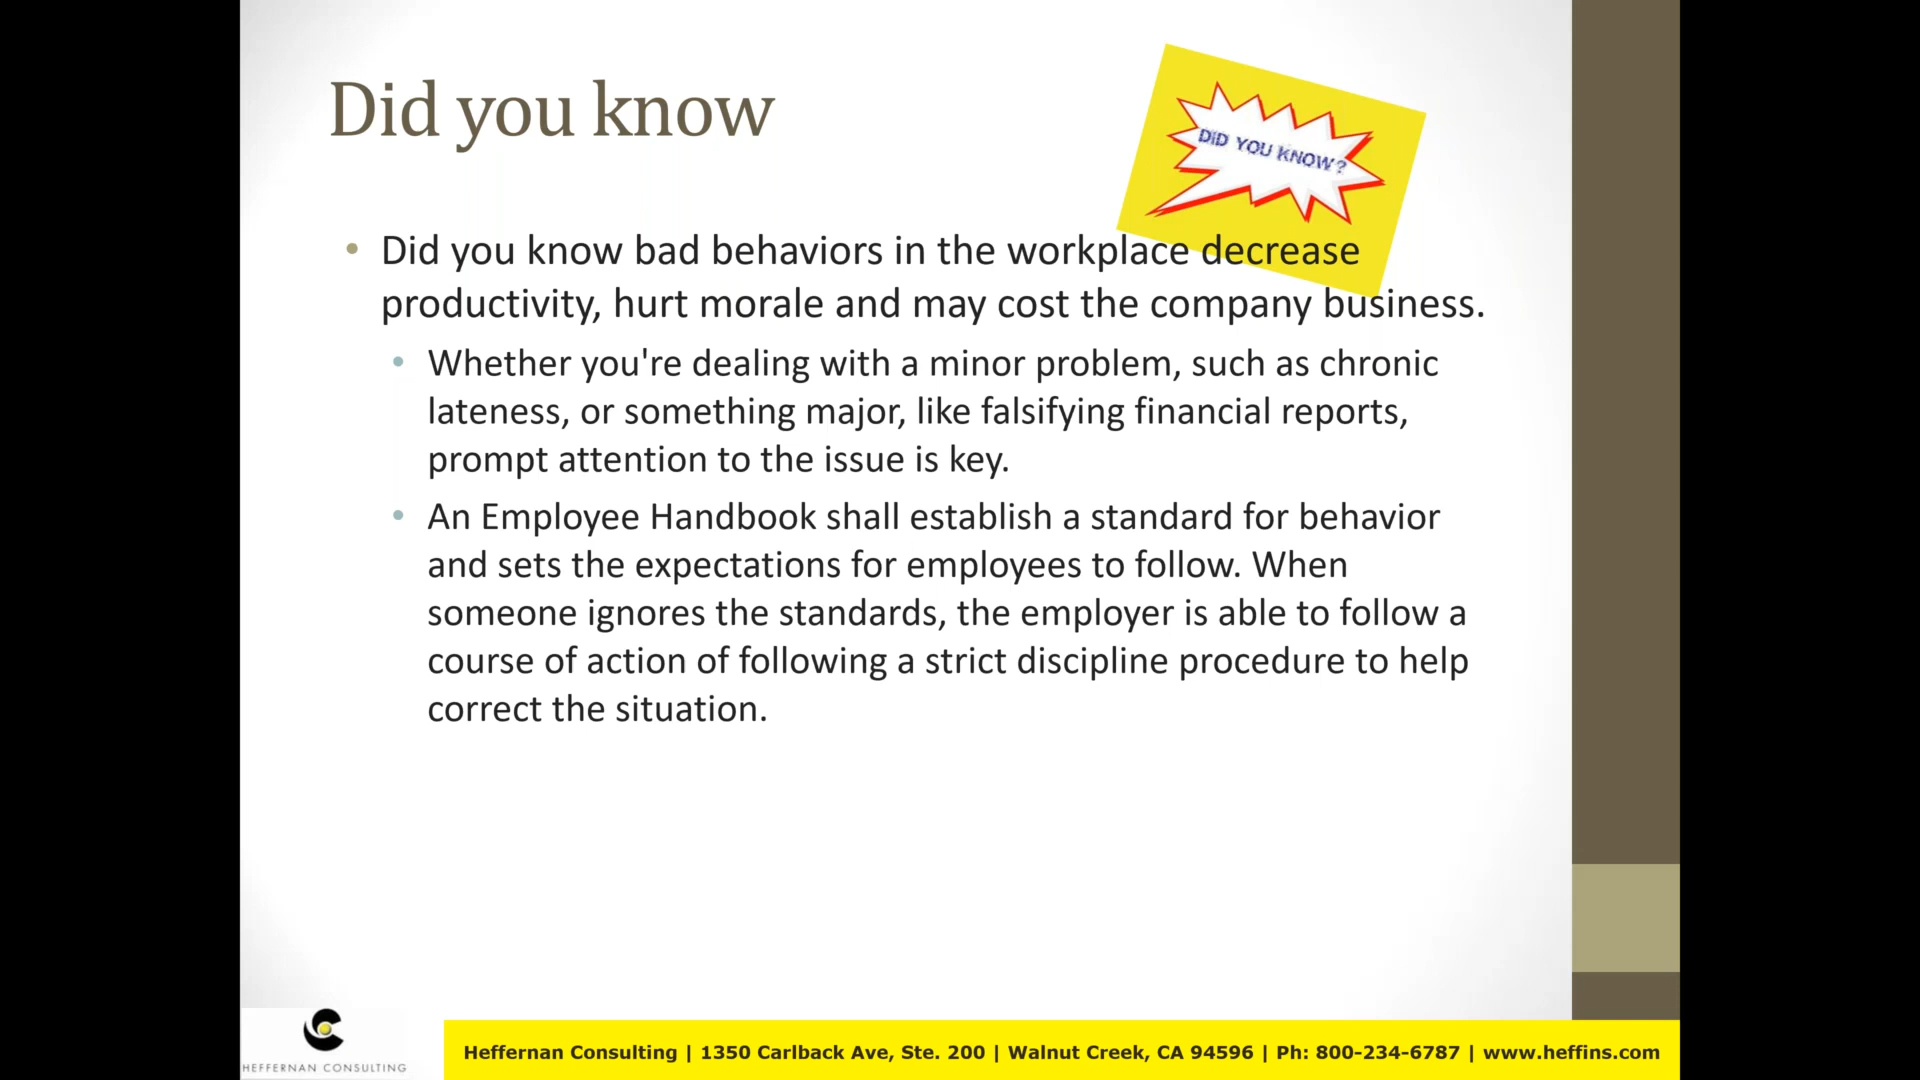 Did you know
DID YOU KNOW?
• Did you know bad behaviors in the workplace decrease
productivity, hurt morale and may cost the company business.
• Whether you're dealing with a minor problem, such as chronic
lateness, or something major, like falsifying financial reports,
prompt attention to the issue is key.
• An Employee Handbook shall establish a standard for behavior
and sets the expectations for employees to follow. When
someone ignores the standards, the employer is able to follow a
course of action of following a strict discipline procedure to help
correct the situation.
HEFFERNAN CONSULTING
Heffernan Consulting | 1350 Carlback Ave, Ste. 200 | Walnut Creek, CA 94596 | Ph: 800-234-6787 | www.heffins.com